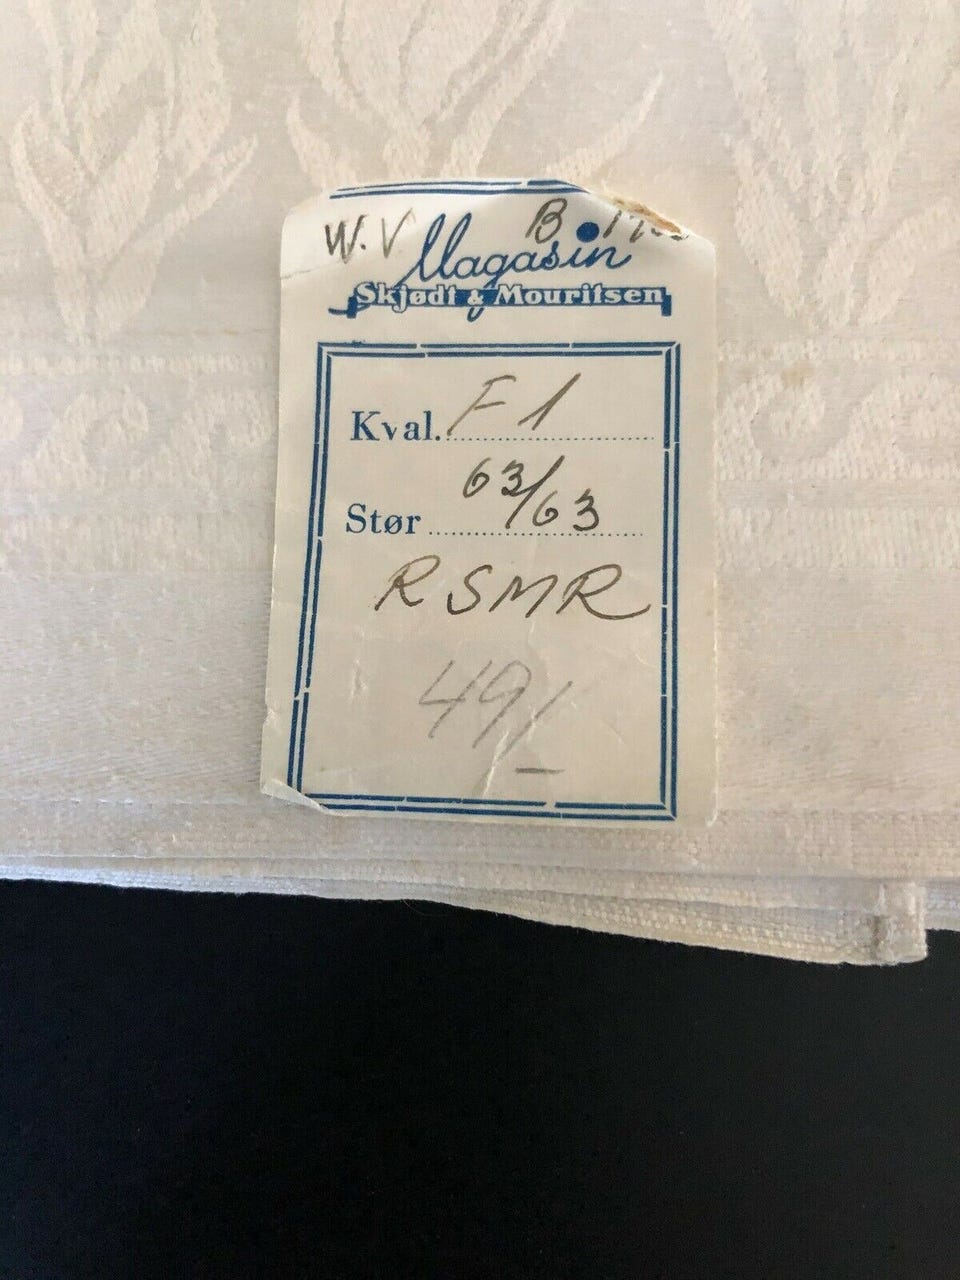 W.V B.
Magasin
Skjødt & Mouritsen
Kval. F1
Stør 63/63
RSMR
49/-